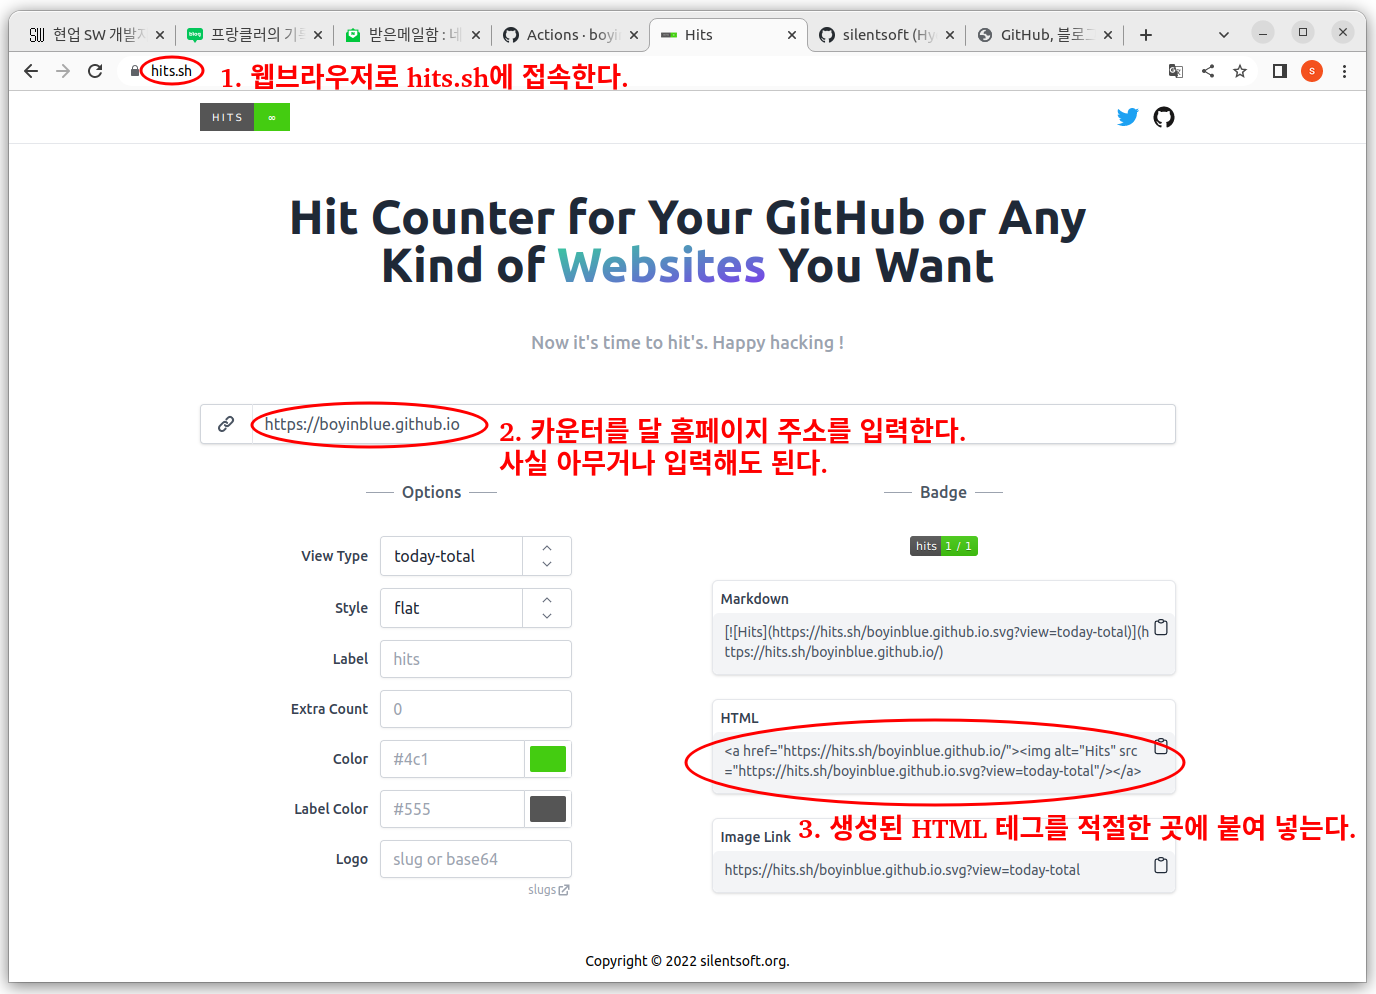 현업 SW 개발자
프랑클러의 기록
받은메일함 : 네
Actions · boyin
Hits
silentsoft (Hy
GitHub, 블로그
hits.sh
1. 웹브라우저로 hits.sh에 접속한다.
S
HITS ∞
Hit Counter for Your GitHub or Any
Kind of Websites You Want
Now it's time to hit's. Happy hacking !
https://boyinblue.github.io
2. 카운터를 달 홈페이지 주소를 입력한다.
사실 아무거나 입력해도 된다.
Options
View Type today-total
Style flat
Label hits
Extra Count 0
Color #4c1
Label Color #555
Logo slug or base64
slugs
Badge
hits 1 / 1
Markdown
[![Hits](https://hits.sh/boyinblue.github.io.svg?view=today-total)](h
ttps://hits.sh/boyinblue.github.io/)
HTML
<a href="https://hits.sh/boyinblue.github.io/"><img alt="Hits" src
="https://hits.sh/boyinblue.github.io.svg?view=today-total"/></a>
3. 생성된 HTML 테그를 적절한 곳에 붙여 넣는다.
Image Link
https://hits.sh/boyinblue.github.io.svg?view=today-total
Copyright © 2022 silentsoft.org.